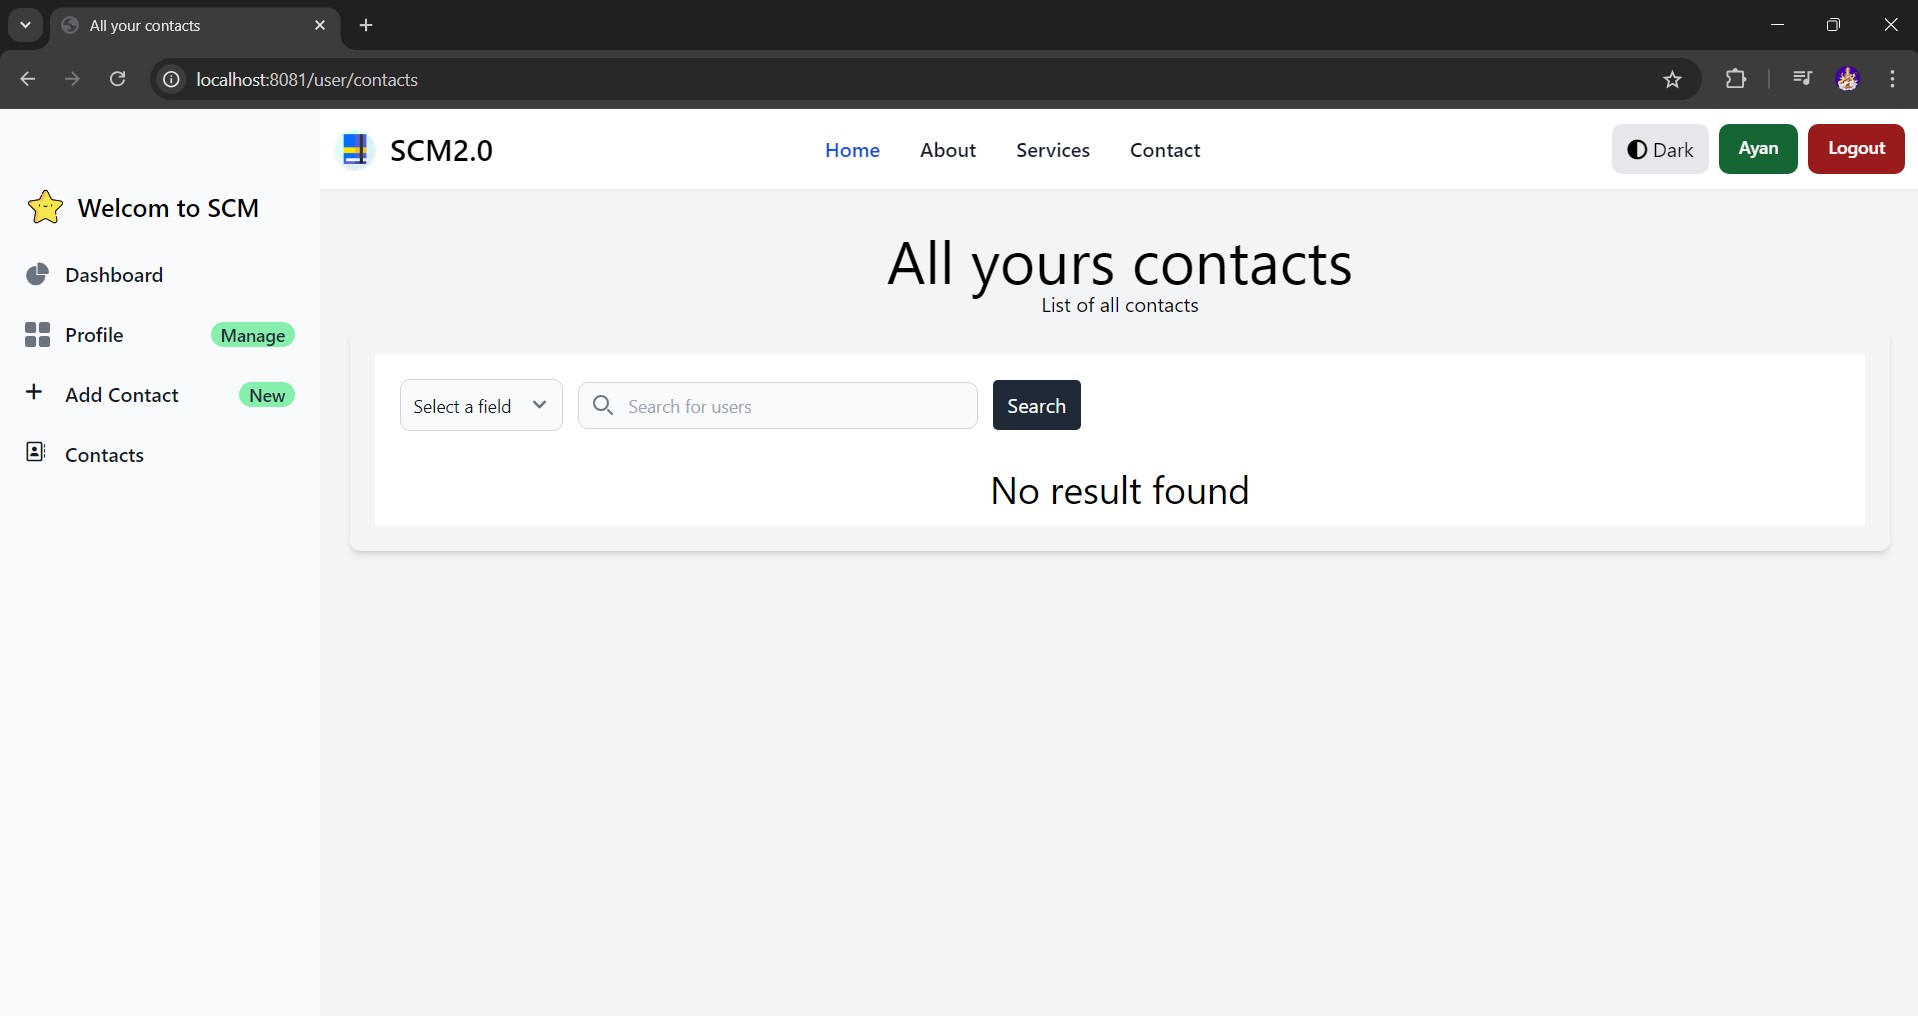 All your contacts
localhost:8081/user/contacts
SCM2.0
Home About Services Contact
Dark Ayan Logout
Welcom to SCM
Dashboard
Profile Manage
Add Contact New
Contacts
All yours contacts
List of all contacts
Select a field Search for users Search
No result found